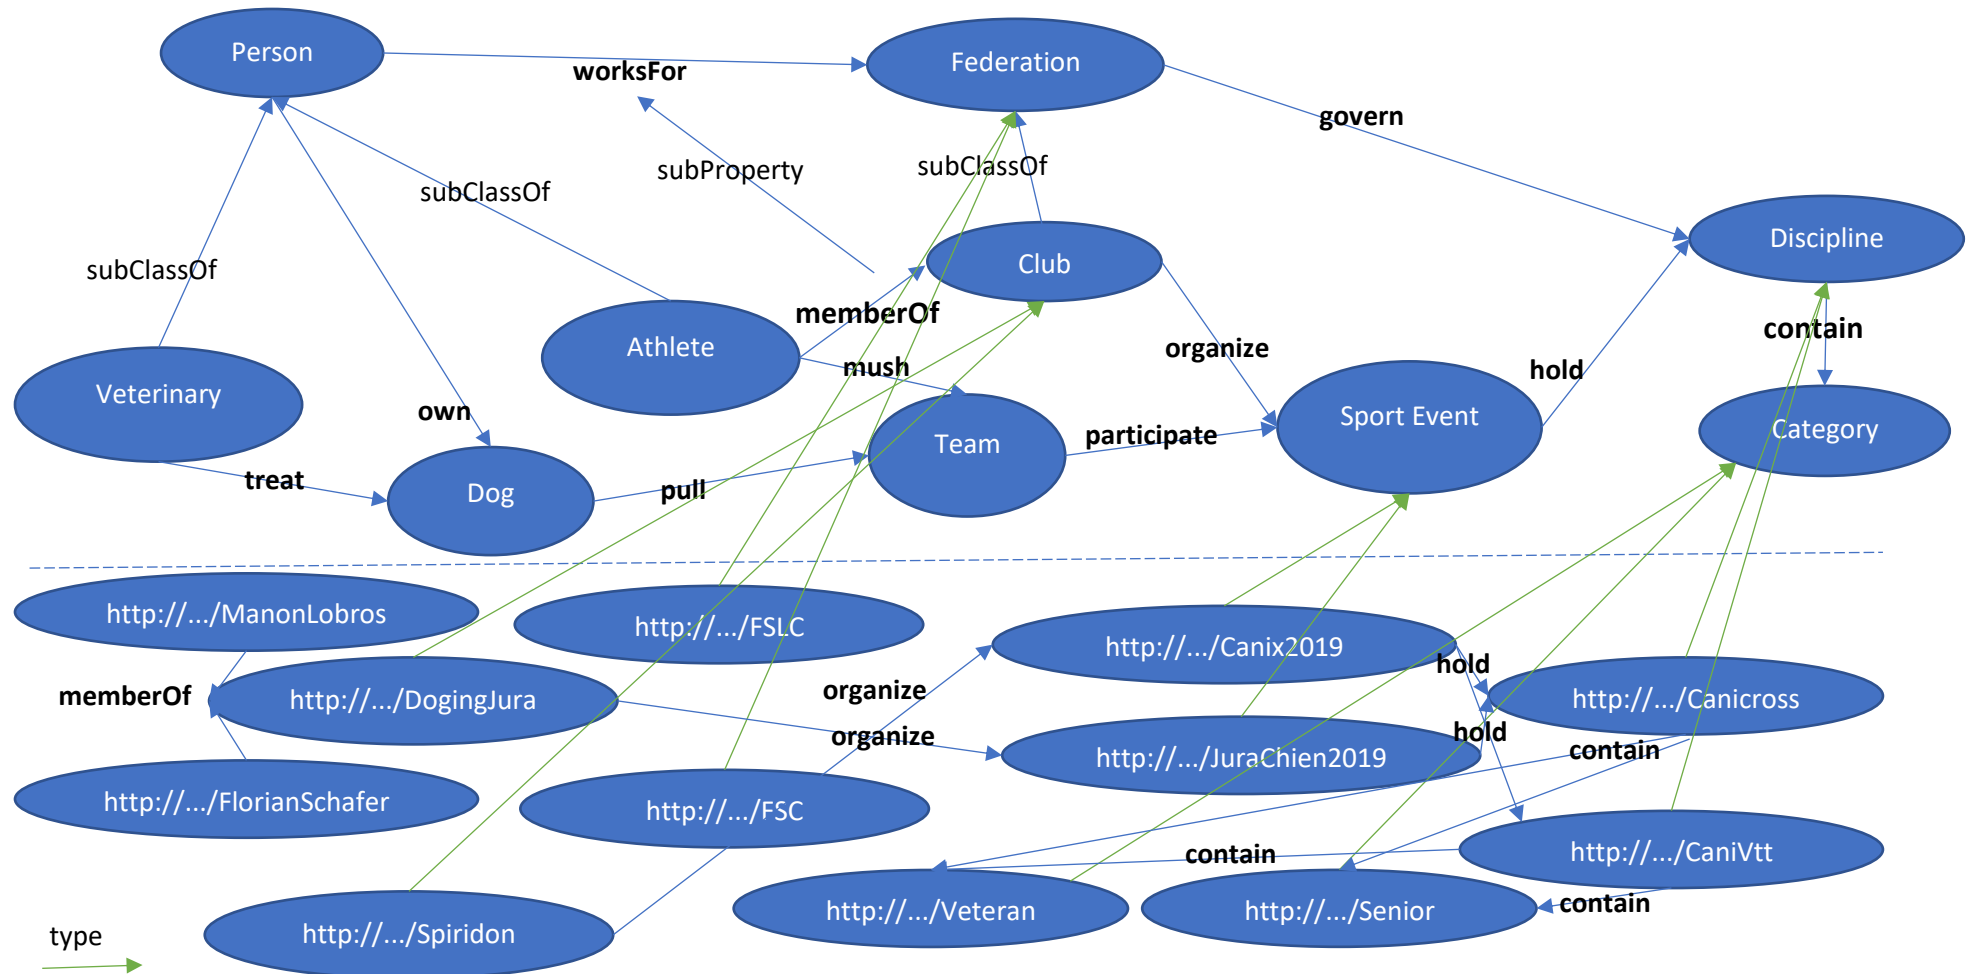 Person
Federation
worksFor
govern
subProperty
subClassOf
subClassOf
Discipline
subClassOf
Club
memberOf
contain
Athlete
organize
mush
hold
Veterinary
own
Sport Event
Category
Team
participate
treat
Dog
pull
http://.../ManonLobros
http://.../FSLC
http://.../Canix2019
hold
memberOf
http://.../DogingJura
organize
http://.../Canicross
organize
hold
http://.../JuraChien2019
contain
http://.../FlorianSchafer
http://.../FSC
contain
http://.../CaniVtt
http://.../Veteran
http://.../Senior
contain
http://.../Spiridon
type